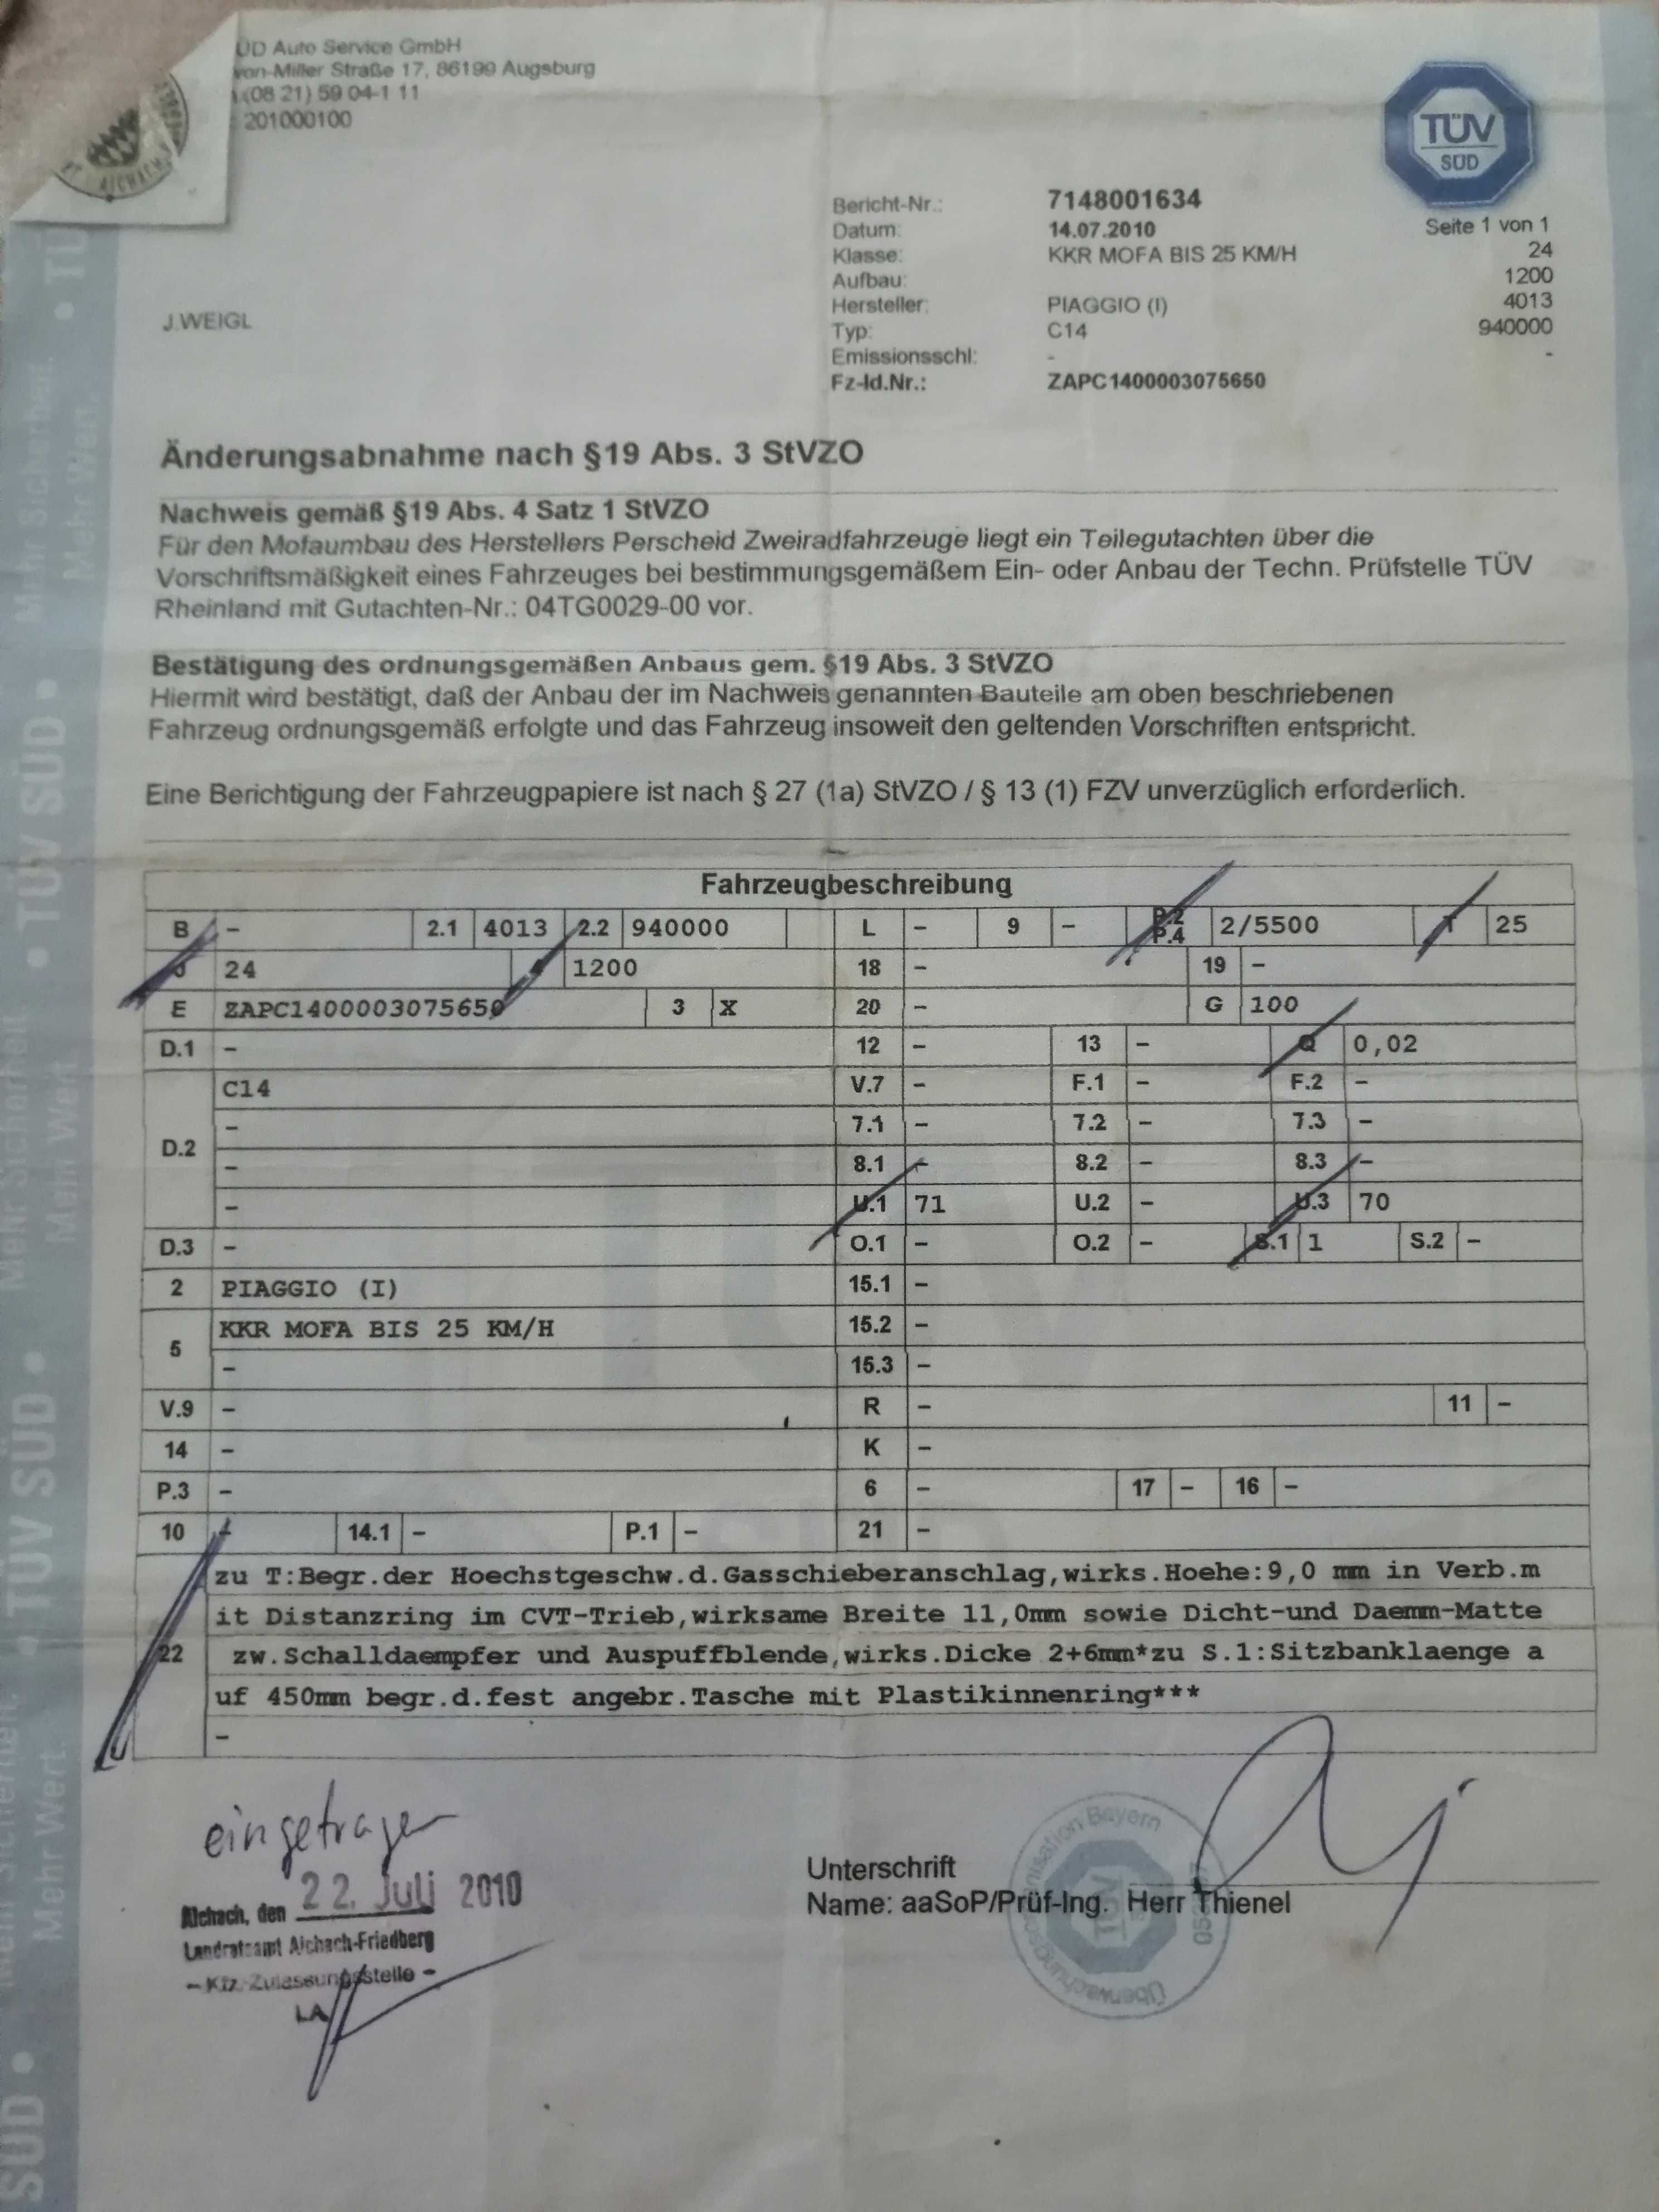 ÜD Auto Service GmbH
von-Miller Straße 17, 86199 Augsburg
(08 21) 59 04-1 11
201000100
AICHACH
TÜV
SÜD
Bericht-Nr.: 7148001634
Datum: 14.07.2010 Seite 1 von 1
Klasse: KKR MOFA BIS 25 KM/H 24
Aufbau: 1200
Hersteller: PIAGGIO (I) 4013
Typ: C14 940000
Emissionsschl: - -
Fz-Id.Nr.: ZAPC1400003075650
J.WEIGL
Änderungsabnahme nach §19 Abs. 3 StVZO
Nachweis gemäß §19 Abs. 4 Satz 1 StVZO
Für den Mofaumbau des Herstellers Perscheid Zweiradfahrzeuge liegt ein Teilegutachten über die
Vorschriftsmäßigkeit eines Fahrzeuges bei bestimmungsgemäßem Ein- oder Anbau der Techn. Prüfstelle TÜV
Rheinland mit Gutachten-Nr.: 04TG0029-00 vor.
Bestätigung des ordnungsgemäßen Anbaus gem. §19 Abs. 3 StVZO
Hiermit wird bestätigt, daß der Anbau der im Nachweis genannten Bauteile am oben beschriebenen
Fahrzeug ordnungsgemäß erfolgte und das Fahrzeug insoweit den geltenden Vorschriften entspricht.
Eine Berichtigung der Fahrzeugpapiere ist nach § 27 (1a) StVZO / § 13 (1) FZV unverzüglich erforderlich.
Fahrzeugbeschreibung
B - 2.1 4013 2.2 940000 L - 9 - P.2 P.4 2/5500 T 25
J 24 4 1200 18 - 19 -
E ZAPC1400003075650 3 X 20 - G 100
D.1 - 12 - 13 - Q 0,02
D.2 C14 V.7 - F.1 - F.2 -
- 7.1 - 7.2 - 7.3 -
- 8.1 - 8.2 - 8.3 -
- U.1 71 U.2 - U.3 70
D.3 - O.1 - O.2 - S.1 1 S.2 -
2 PIAGGIO (I) 15.1 -
5 KKR MOFA BIS 25 KM/H 15.2 -
- 15.3 -
V.9 - R - 11 -
14 - K -
P.3 - 6 - 17 - 16 -
10 - 14.1 - P.1 - 21 -
22 zu T:Begr.der Hoechstgeschw.d.Gasschieberanschlag,wirks.Hoehe:9,0 mm in Verb.m
it Distanzring im CVT-Trieb,wirksame Breite 11,0mm sowie Dicht-und Daemm-Matte
zw.Schalldaempfer und Auspuffblende,wirks.Dicke 2+6mm*zu S.1:Sitzbanklaenge a
uf 450mm begr.d.fest angebr.Tasche mit Plastikinnenring***
-
eingetragen
Aichach, den 22. Juli 2010
Landratsamt Aichach-Friedberg
- Kfz.-Zulassungsstelle -
LA
Unterschrift
Name: aaSoP/Prüf-Ing. Herr Thienel
Bayern
TÜV
TÜV SÜD • Mehr Sicherheit. Mehr Wert.